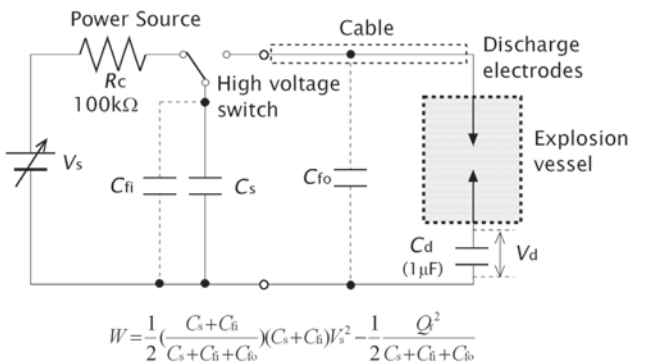 Power Source
Cable
Discharge
electrodes
Rc
100kΩ
High voltage
switch
Explosion
vessel
Vs
Cfi
Cs
Cfo
Cd
(1μF)
Vd
W=1/2(Cs+Cfi/Cs+Cfi+Cfo)(Cs+Cfi)Vs²−1/2 Qr²/Cs+Cfi+Cfo